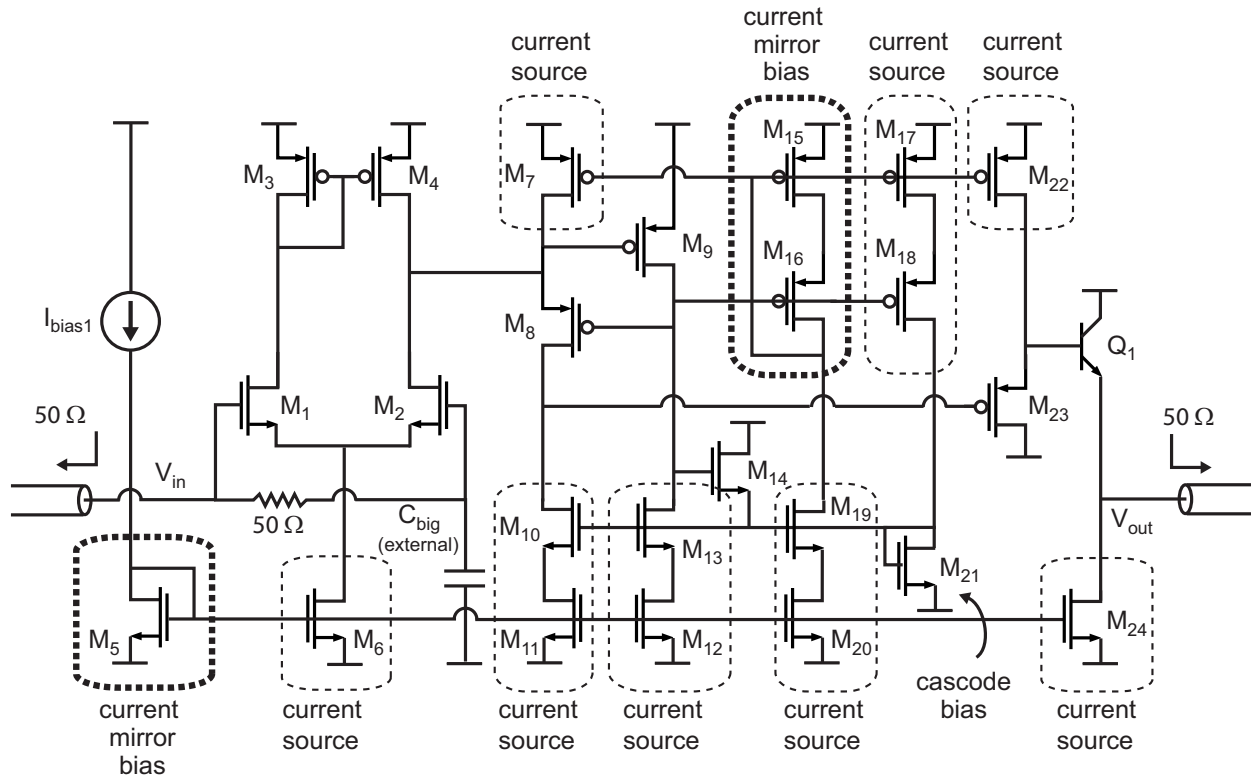 current
source
current
mirror
bias
current
source
current
source
M3
M4
M7
M15
M17
M22
M9
M16
M18
Ibias1
M8
Q1
M1
M2
M23
50 Ω
50 Ω
M14
Vin
50 Ω
Cbig
(external)
M10
M13
M19
Vout
M21
M5
M6
M11
M12
M20
M24
cascode
bias
current
mirror
bias
current
source
current
source
current
source
current
source
current
source